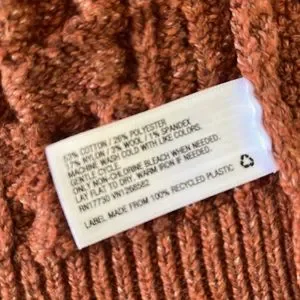 53% COTTON / 26% POLYESTER
17% NYLON / 3% WOOL / 1% SPANDEX
MACHINE WASH COLD WITH LIKE COLORS.
GENTLE CYCLE.
ONLY NON-CHLORINE BLEACH WHEN NEEDED.
LAY FLAT TO DRY. WARM IRON IF NEEDED.
RN17730 VN1268582
LABEL MADE FROM 100% RECYCLED PLASTIC